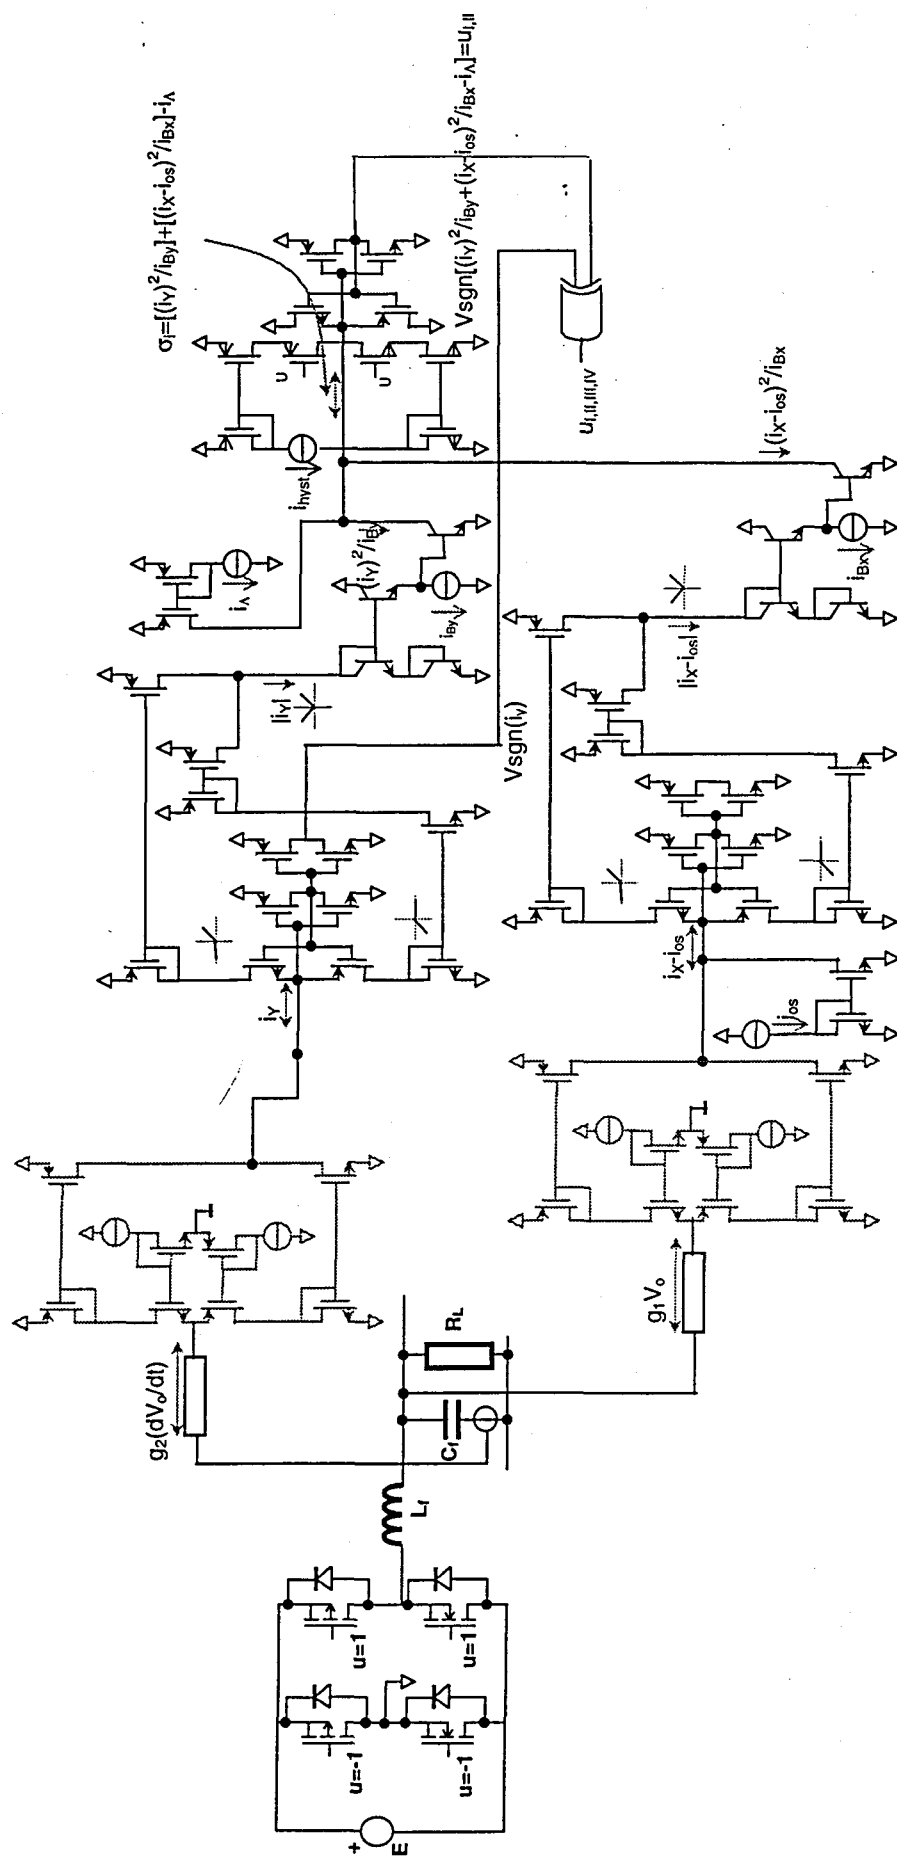 σ_i=[(i_Y)²/i_By]+[(i_X-i_os)²/i_Bx]-i_Λ
Vsgn[(i_Y)²/i_By+(i_X-i_os)²/i_Bx-i_Λ]=u_I,II
U
U
i_hyst
u_I,II,III,IV
i_Λ
(i_Y)²/i_By
i_By
(i_X-i_os)²/i_Bx
i_Bx
|i_Y|
|i_X-i_os|
Vsgn(i_Y)
i_Y
i_X-i_os
i_os
g₂(dV_o/dt)
g₁V_o
R_L
C_f
L_f
u=1
u=1
u=-1
u=-1
+
E